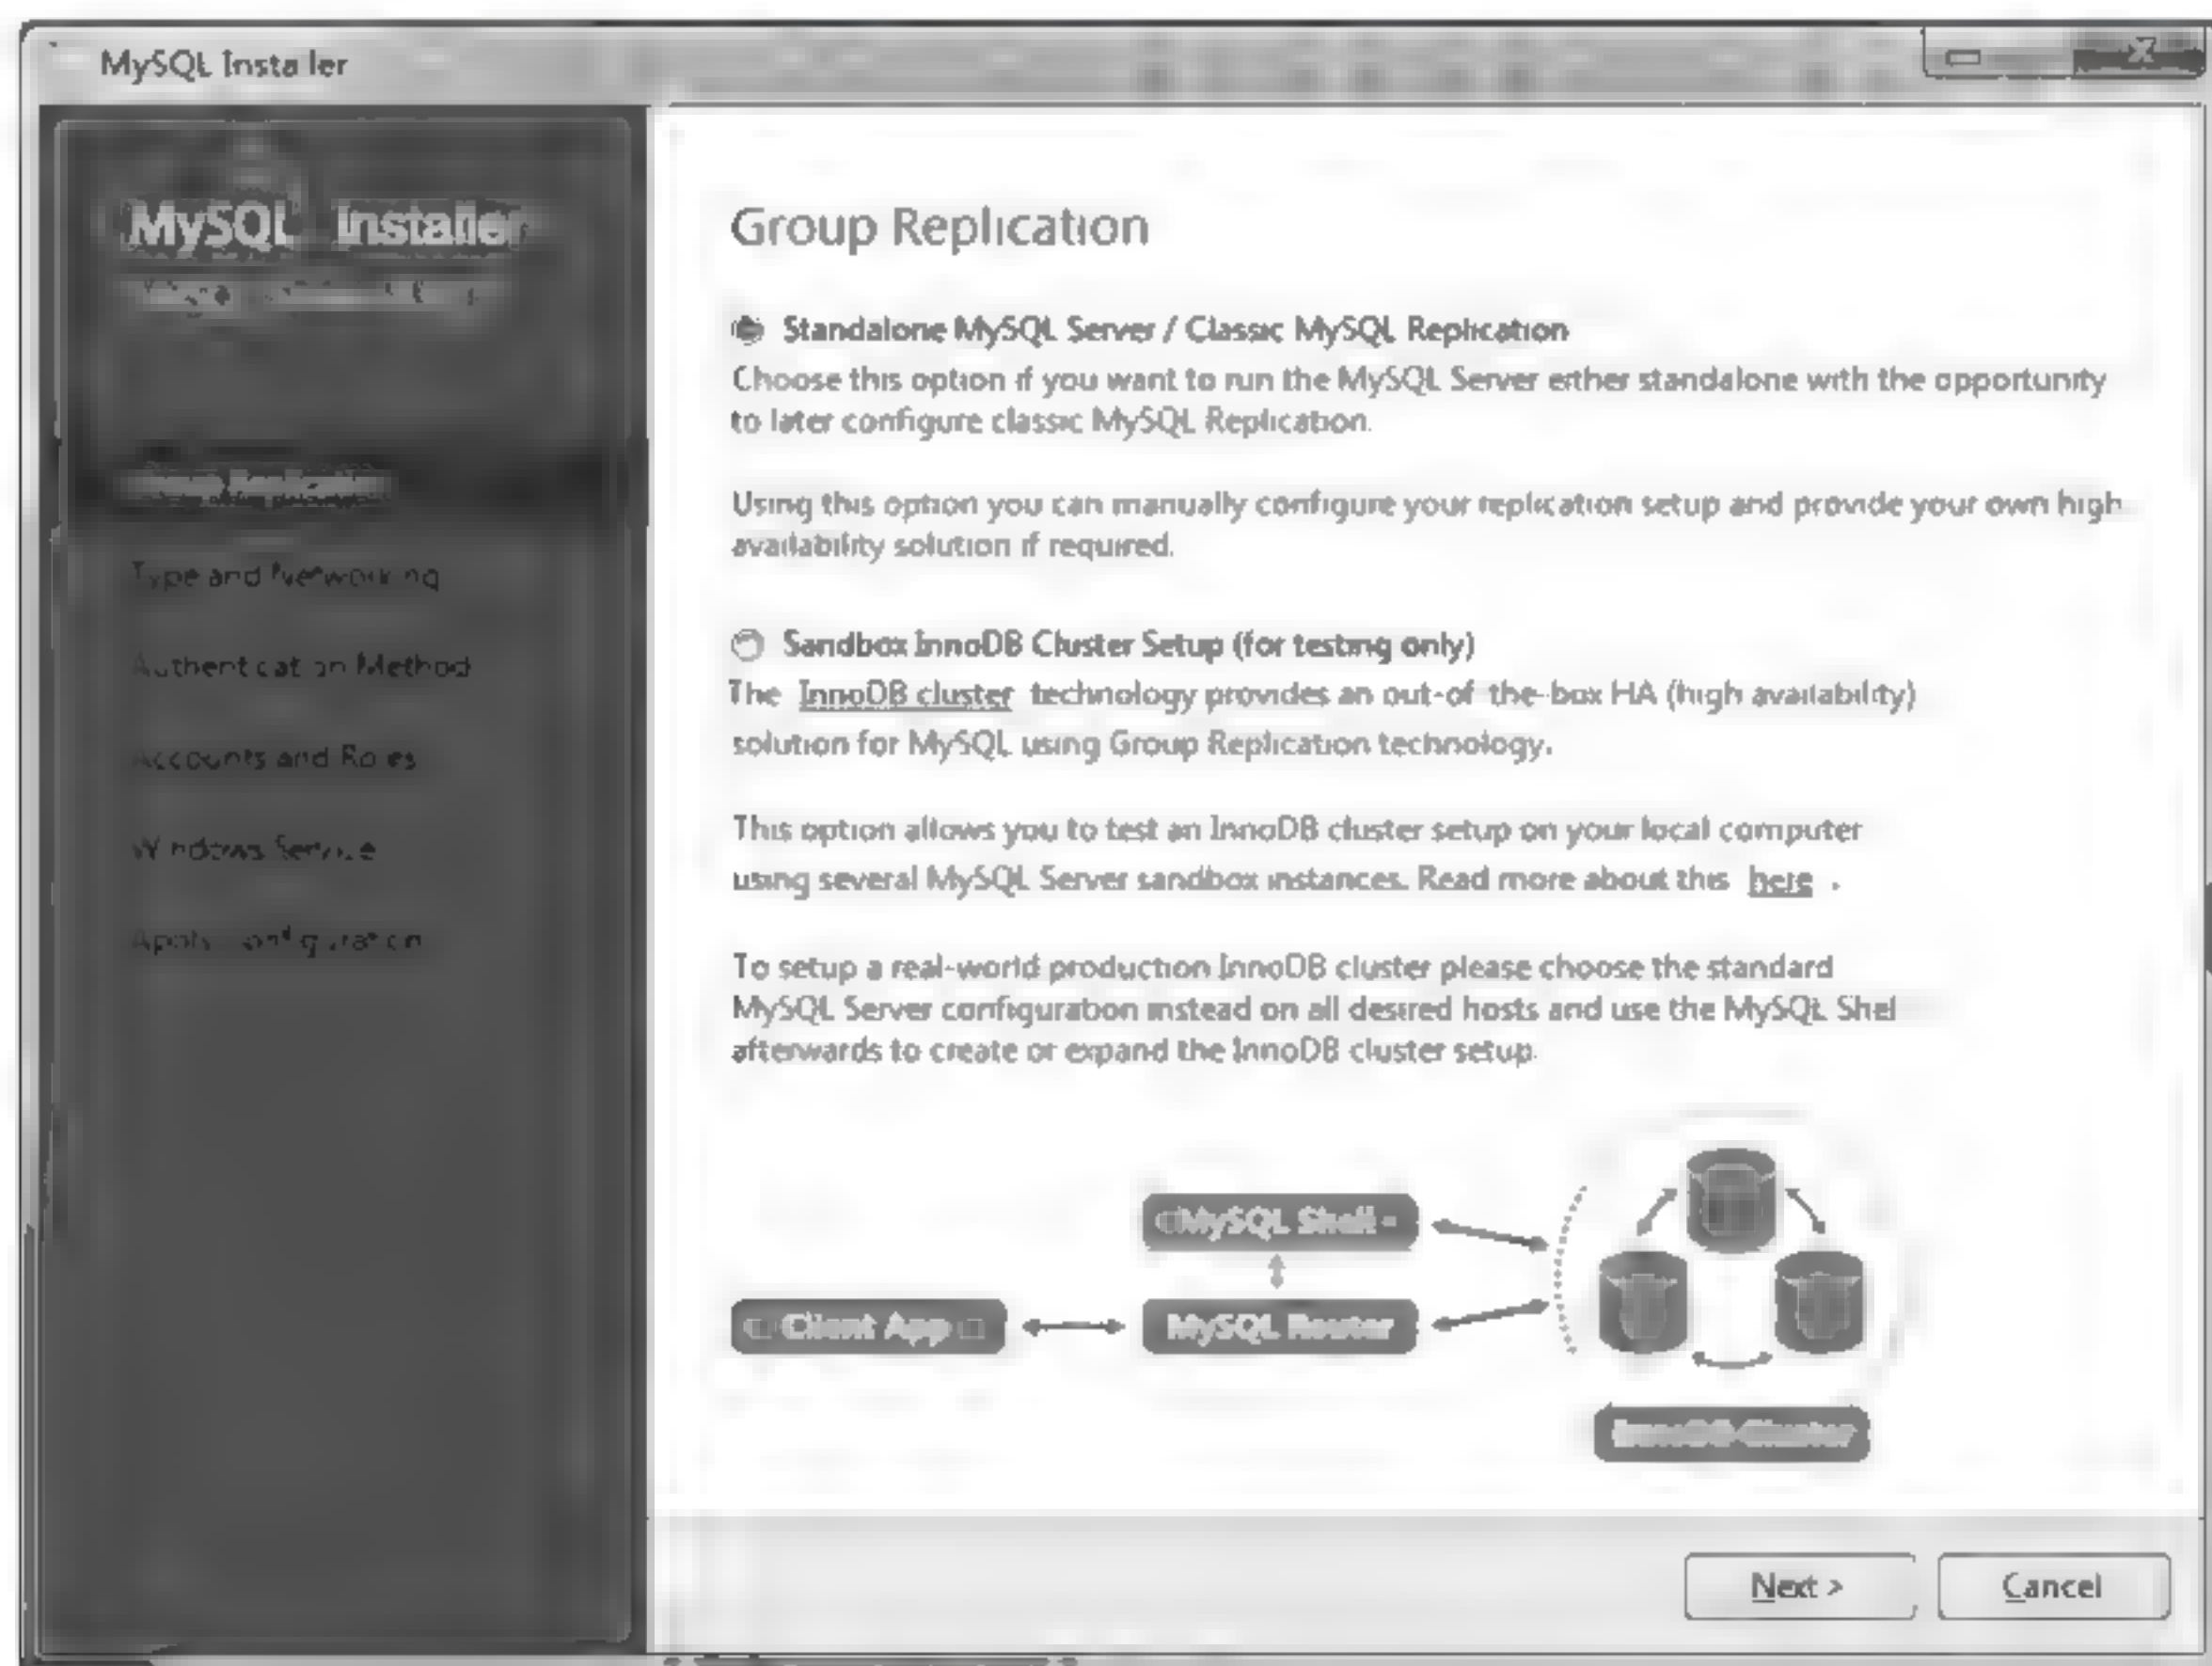 MySQL Installer
MySQL Installer
Type and Networking
Authentication Method
Accounts and Roles
Windows Service
Apply Configuration
Group Replication
Standalone MySQL Server / Classic MySQL Replication
Choose this option if you want to run the MySQL Server either standalone with the opportunity
to later configure classic MySQL Replication.
Using this option you can manually configure your replication setup and provide your own high
availability solution if required.
Sandbox InnoDB Cluster Setup (for testing only)
The InnoDB cluster technology provides an out-of-the-box HA (high availability)
solution for MySQL using Group Replication technology.
This option allows you to test an InnoDB cluster setup on your local computer
using several MySQL Server sandbox instances. Read more about this here .
To setup a real-world production InnoDB cluster please choose the standard
MySQL Server configuration instead on all desired hosts and use the MySQL Shell
afterwards to create or expand the InnoDB cluster setup.
MySQL Shell
Client App
MySQL Router
InnoDB Cluster
Next >
Cancel